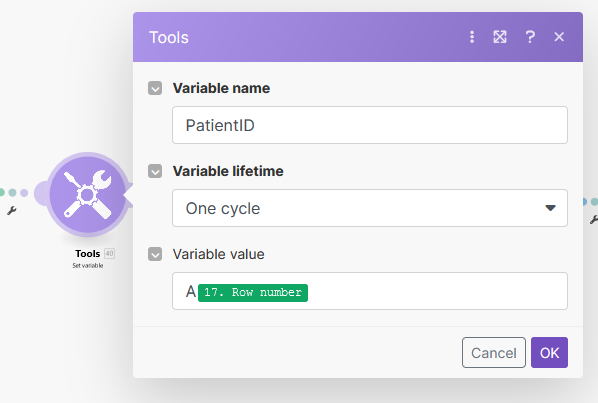 Tools
?
Variable name
PatientID
Variable lifetime
One cycle
Variable value
A 17. Row number
Cancel
OK
Tools 40
Set variable